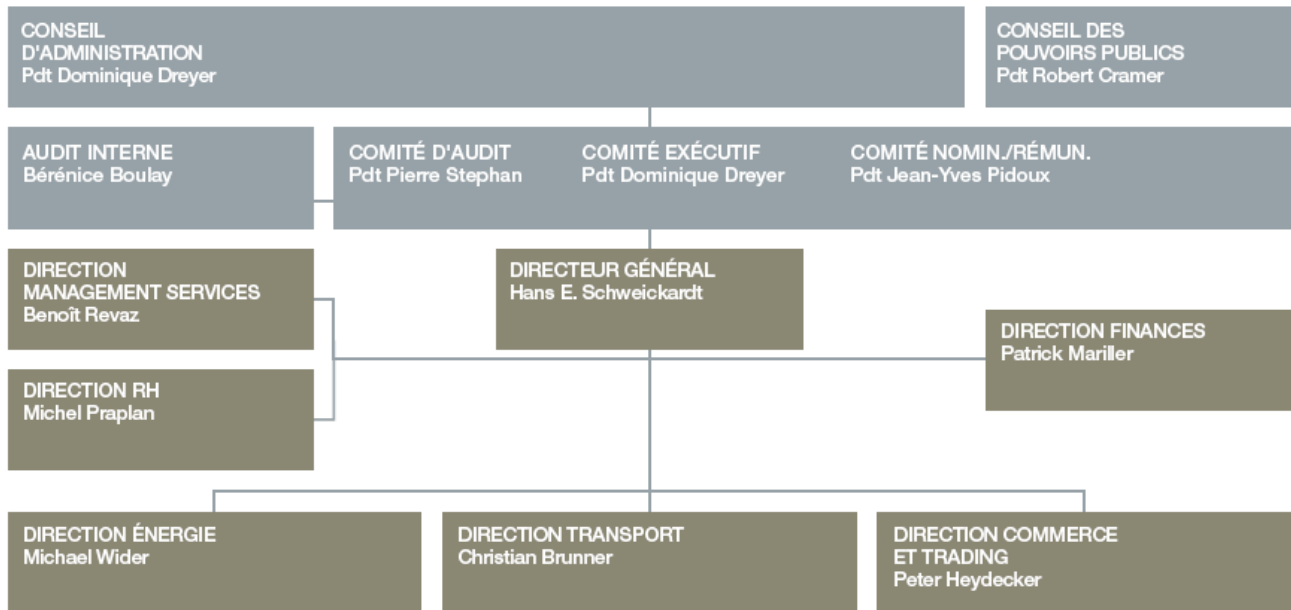 CONSEIL
D'ADMINISTRATION
Pdt Dominique Dreyer
CONSEIL DES
POUVOIRS PUBLICS
Pdt Robert Cramer
AUDIT INTERNE
Bérénice Boulay
COMITÉ D'AUDIT
Pdt Pierre Stephan
COMITÉ EXÉCUTIF
Pdt Dominique Dreyer
COMITÉ NOMIN./RÉMUN.
Pdt Jean-Yves Pidoux
DIRECTION
MANAGEMENT SERVICES
Benoît Revaz
DIRECTEUR GÉNÉRAL
Hans E. Schweickardt
DIRECTION FINANCES
Patrick Mariller
DIRECTION RH
Michel Praplan
DIRECTION ÉNERGIE
Michael Wider
DIRECTION TRANSPORT
Christian Brunner
DIRECTION COMMERCE
ET TRADING
Peter Heydecker